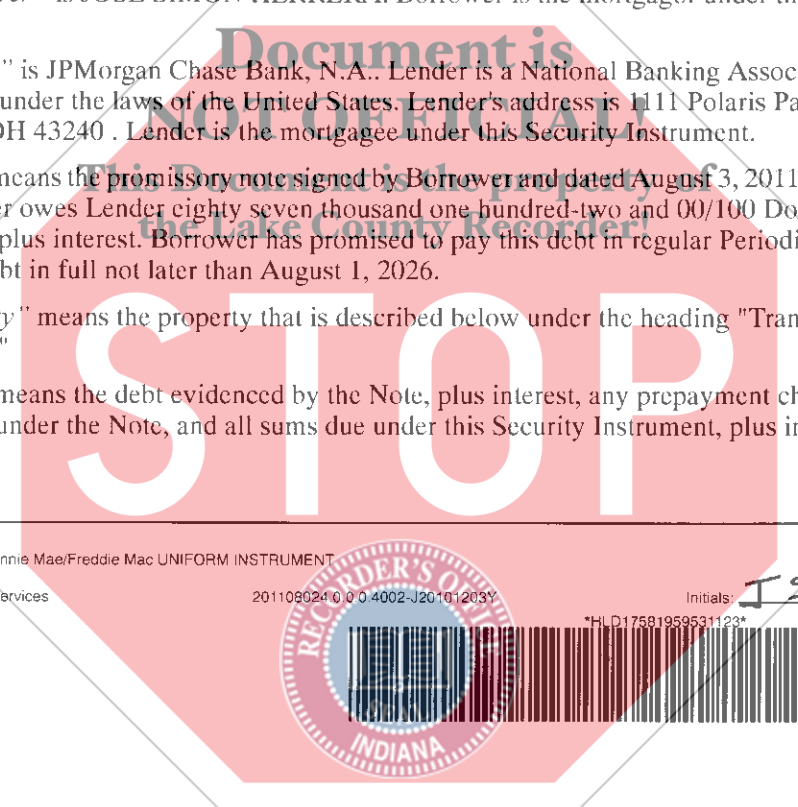 " is JOSE SIMON HERRERA. Borrower is the mortgagor under
Document is
" is JPMorgan Chase Bank, N.A.. Lender is a National Banking Assoc
under the laws of the United States. Lender's address is 1111 Polaris Pa
NOT OFFICIAL!
OH 43240 . Lender is the mortgagee under this Security Instrument.
means the promissory note signed by Borrower and dated August 3, 2011
This Document is the property of
er owes Lender eighty seven thousand one hundred-two and 00/100 Do
the Lake County Recorder!
plus interest. Borrower has promised to pay this debt in regular Periodi
bt in full not later than August 1, 2026.
STOP
y" means the property that is described below under the heading "Tran
"
means the debt evidenced by the Note, plus interest, any prepayment ch
under the Note, and all sums due under this Security Instrument, plus in
nnie Mae/Freddie Mac UNIFORM INSTRUMENT
ervices 201108024.0.0.0.4002-J20101203Y Initials: JS
*HLD17581959531123*
RECORDER'S OFFICE
SEAL
INDIANA